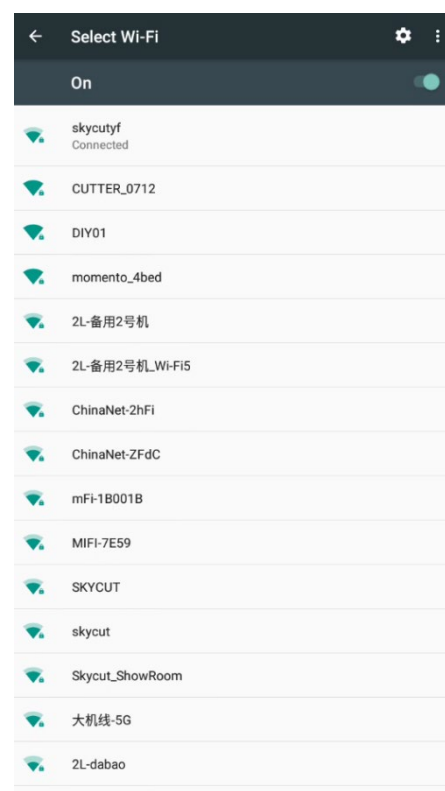 Select Wi-Fi
On
skycutyf
Connected
CUTTER_0712
DIY01
momento_4bed
2L-备用2号机
2L-备用2号机_Wi-Fi5
ChinaNet-2hFi
ChinaNet-ZFdC
mFi-1B001B
MIFI-7E59
SKYCUT
skycut
Skycut_ShowRoom
大机线-5G
2L-dabao